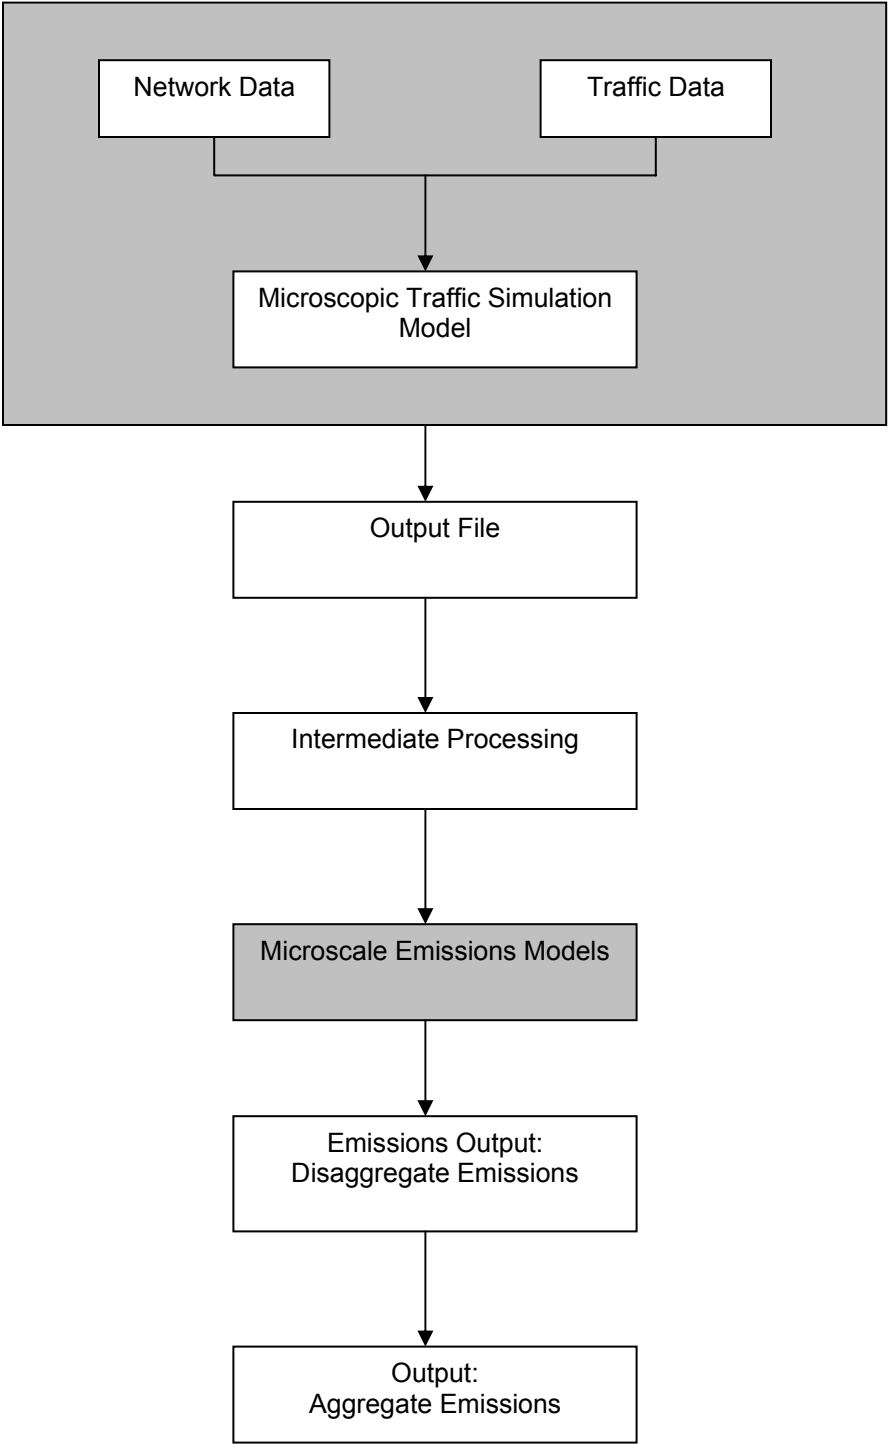 Network Data
Traffic Data
Microscopic Traffic Simulation
Model
Output File
Intermediate Processing
Microscale Emissions Models
Emissions Output:
Disaggregate Emissions
Output:
Aggregate Emissions